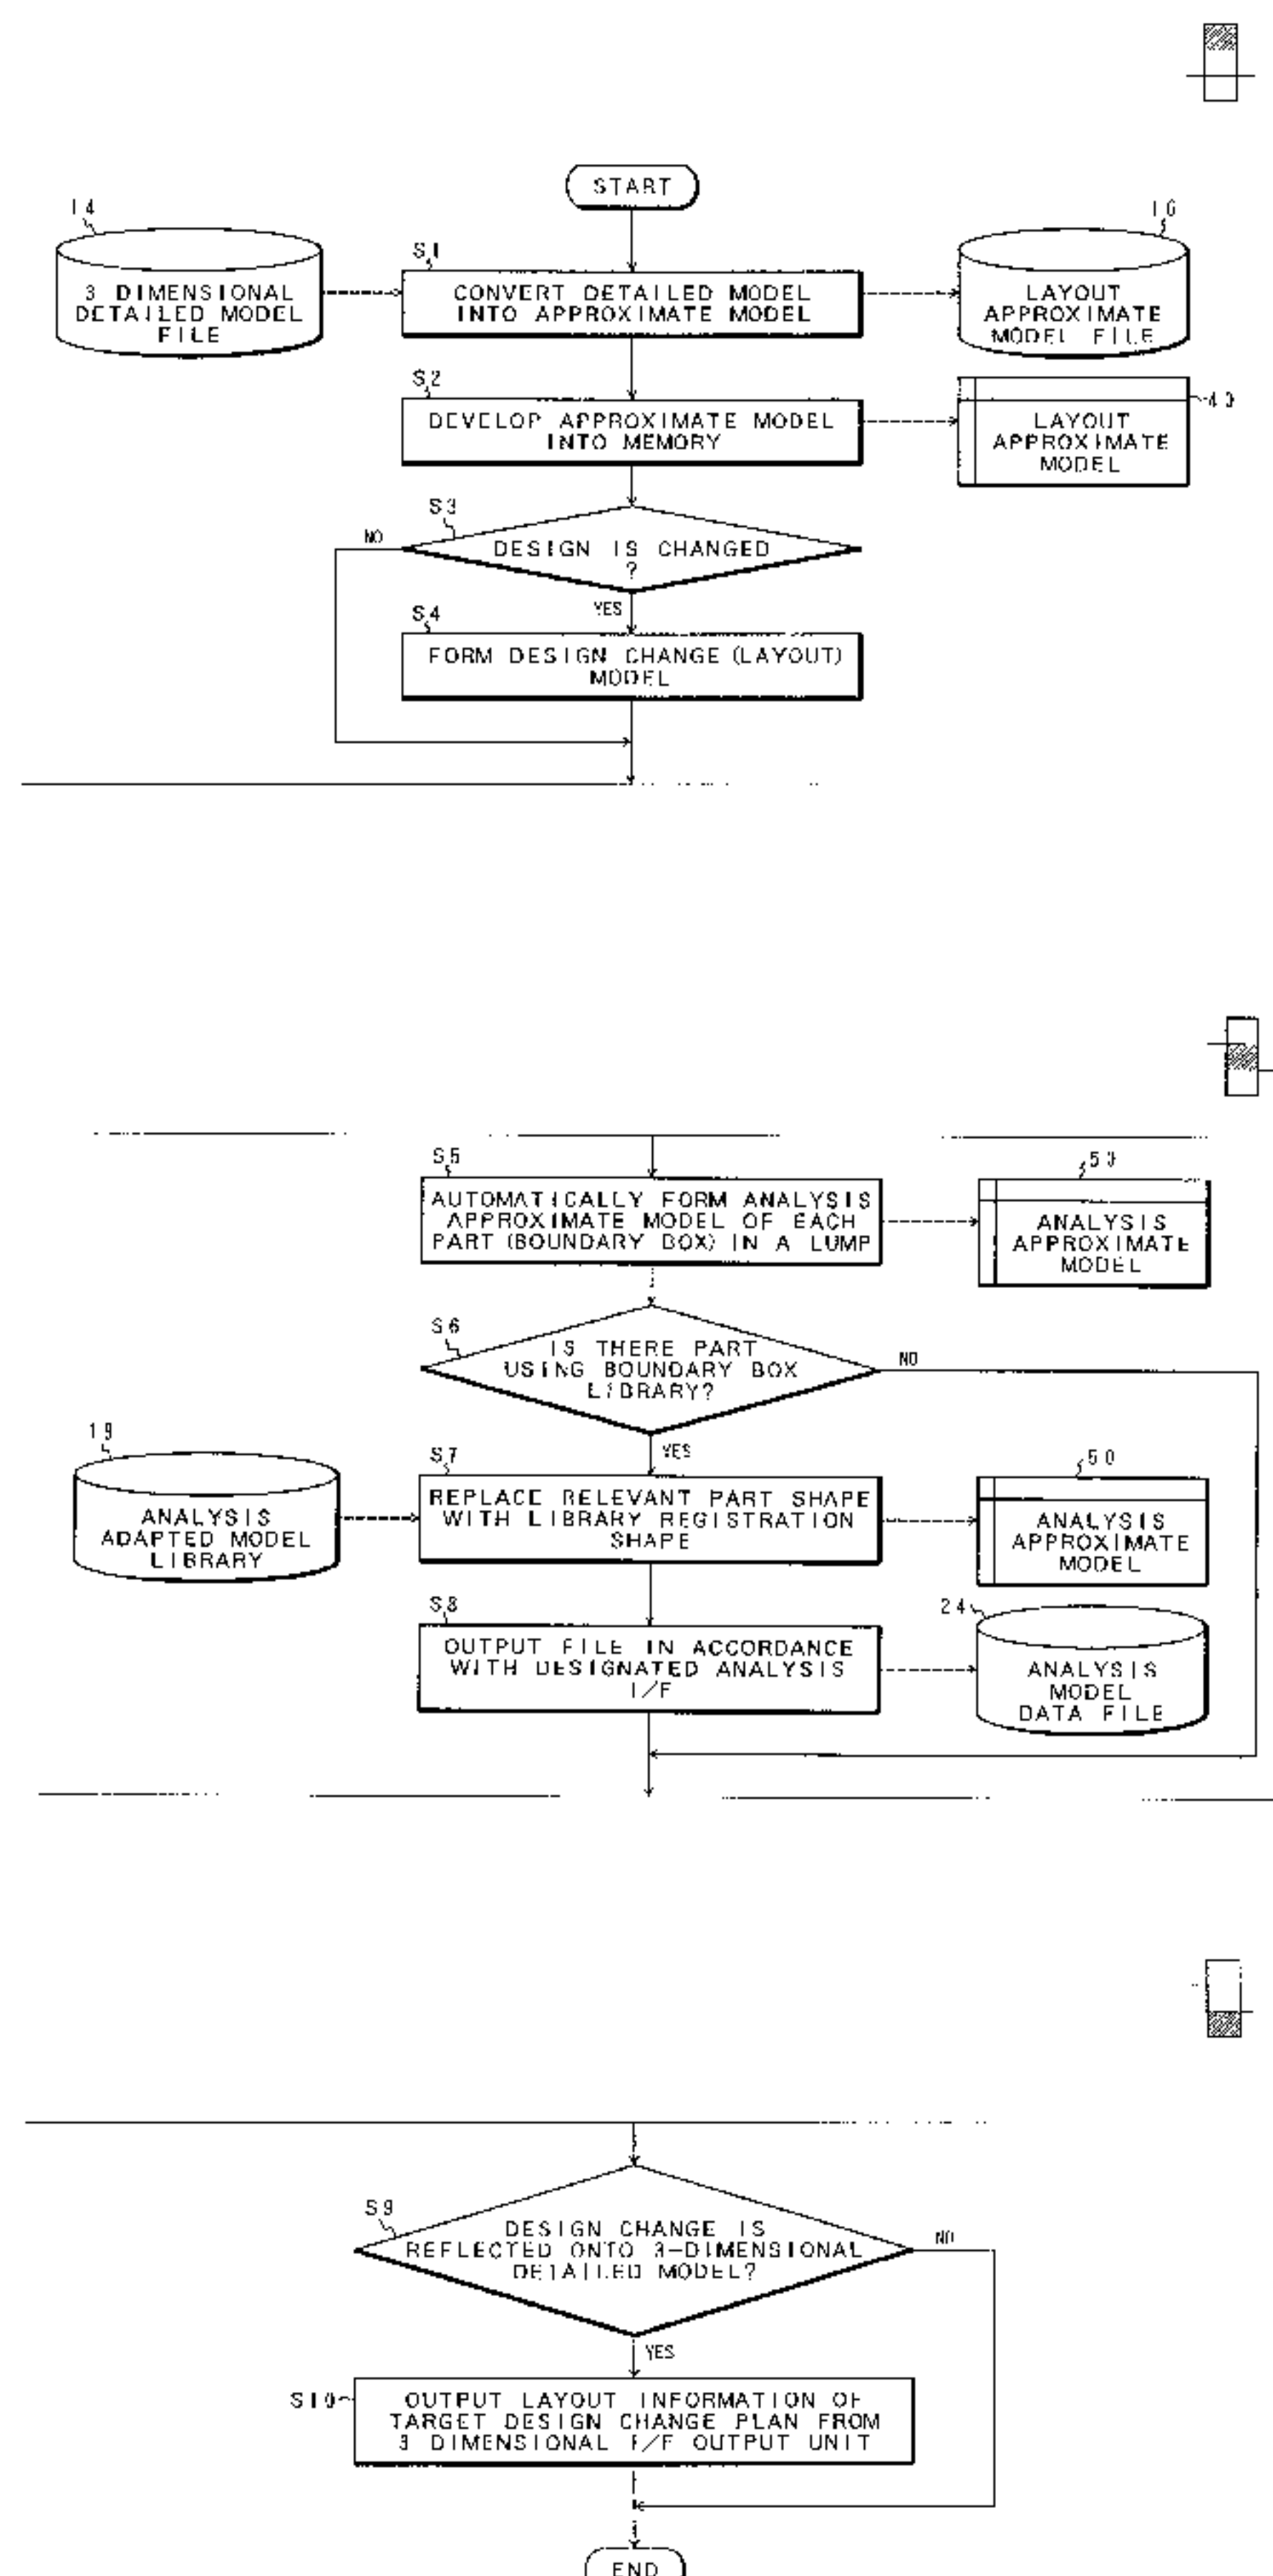 START
14
3 DIMENSIONAL
DETAILED MODEL
FILE
S1
CONVERT DETAILED MODEL
INTO APPROXIMATE MODEL
16
LAYOUT
APPROXIMATE
MODEL FILE
S2
DEVELOP APPROXIMATE MODEL
INTO MEMORY
40
LAYOUT
APPROXIMATE
MODEL
S3
NO
DESIGN IS CHANGED
?
YES
S4
FORM DESIGN CHANGE (LAYOUT)
MODEL
S5
AUTOMATICALLY FORM ANALYSIS
APPROXIMATE MODEL OF EACH
PART (BOUNDARY BOX) IN A LUMP
50
ANALYSIS
APPROXIMATE
MODEL
S6
IS THERE PART
USING BOUNDARY BOX
LIBRARY?
NO
YES
19
ANALYSIS
ADAPTED MODEL
LIBRARY
S7
REPLACE RELEVANT PART SHAPE
WITH LIBRARY REGISTRATION
SHAPE
50
ANALYSIS
APPROXIMATE
MODEL
S8
OUTPUT FILE IN ACCORDANCE
WITH DESIGNATED ANALYSIS
I/F
24
ANALYSIS
MODEL
DATA FILE
S9
DESIGN CHANGE IS
REFLECTED ONTO 3-DIMENSIONAL
DETAILED MODEL?
NO
YES
S10
OUTPUT LAYOUT INFORMATION OF
TARGET DESIGN CHANGE PLAN FROM
3 DIMENSIONAL I/F OUTPUT UNIT
END